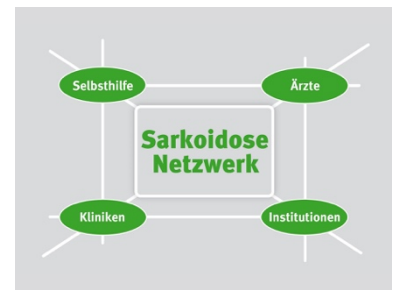 Selbsthilfe
Ärzte
Sarkoidose
Netzwerk
Kliniken
Institutionen